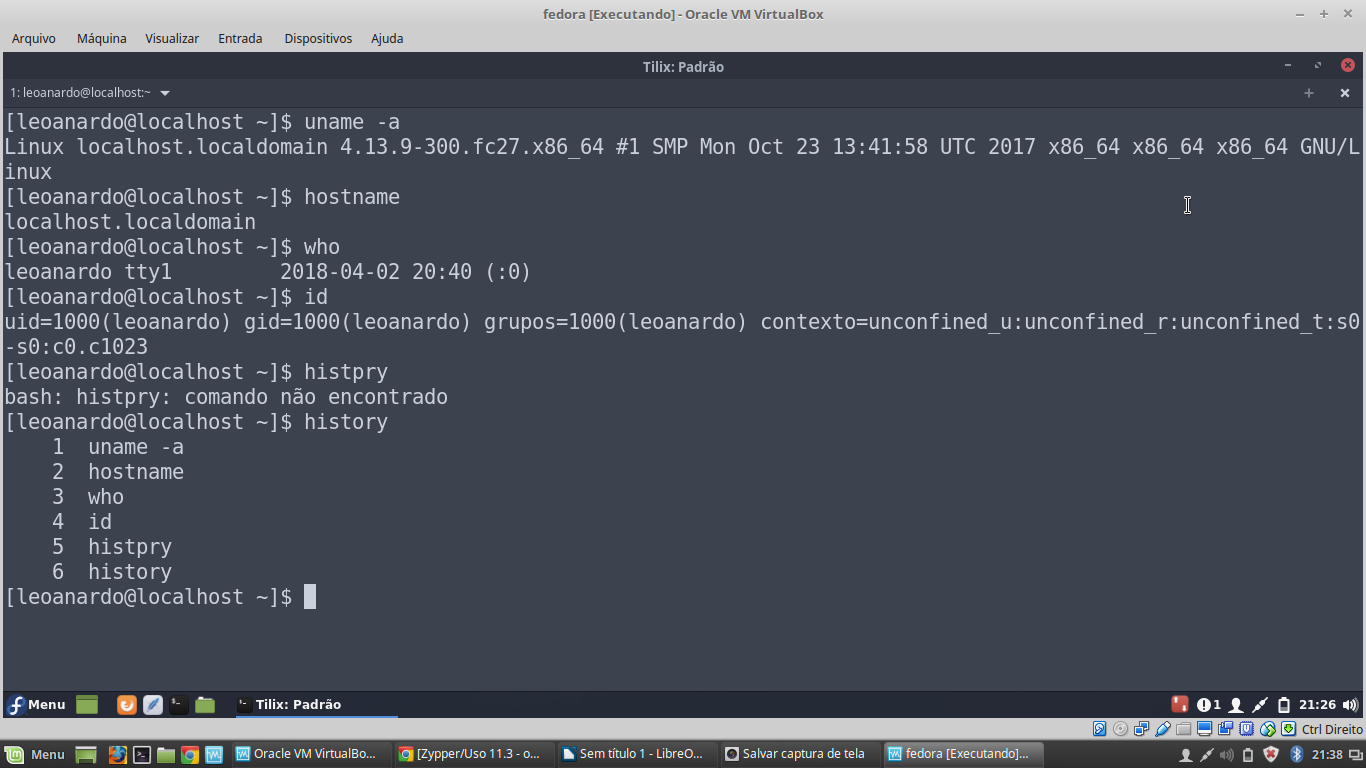 fedora [Executando] - Oracle VM VirtualBox
Arquivo Máquina Visualizar Entrada Dispositivos Ajuda
Tilix: Padrão
1: leoanardo@localhost:~
[leoanardo@localhost ~]$ uname -a
Linux localhost.localdomain 4.13.9-300.fc27.x86_64 #1 SMP Mon Oct 23 13:41:58 UTC 2017 x86_64 x86_64 x86_64 GNU/L
inux
[leoanardo@localhost ~]$ hostname
localhost.localdomain
[leoanardo@localhost ~]$ who
leoanardo tty1         2018-04-02 20:40 (:0)
[leoanardo@localhost ~]$ id
uid=1000(leoanardo) gid=1000(leoanardo) grupos=1000(leoanardo) contexto=unconfined_u:unconfined_r:unconfined_t:s0
-s0:c0.c1023
[leoanardo@localhost ~]$ histpry
bash: histpry: comando não encontrado
[leoanardo@localhost ~]$ history
    1  uname -a
    2  hostname
    3  who
    4  id
    5  histpry
    6  history
[leoanardo@localhost ~]$
Menu Tilix: Padrão 1 21:26
Ctrl Direito
Menu Oracle VM VirtualBo... [Zypper/Uso 11.3 - o... Sem título 1 - LibreO... Salvar captura de tela fedora [Executando]... 21:38